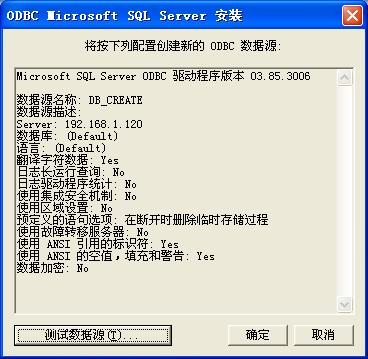 ODBC Microsoft SQL Server 安装
将按下列配置创建新的 ODBC 数据源:
Microsoft SQL Server ODBC 驱动程序版本 03.85.3006
数据源名称: DB_CREATE
数据源描述:
Server: 192.168.1.120
数据库: (Default)
语言: (Default)
翻译字符数据: Yes
日志长运行查询: No
日志驱动程序统计: No
使用集成安全机制: No
使用区域设置: No
预定义的语句选项: 在断开时删除临时存储过程
使用故障转移服务器: No
使用 ANSI 引用的标识符: Yes
使用 ANSI 的空值，填充和警告: Yes
数据加密: No
测试数据源(T)...
确定
取消